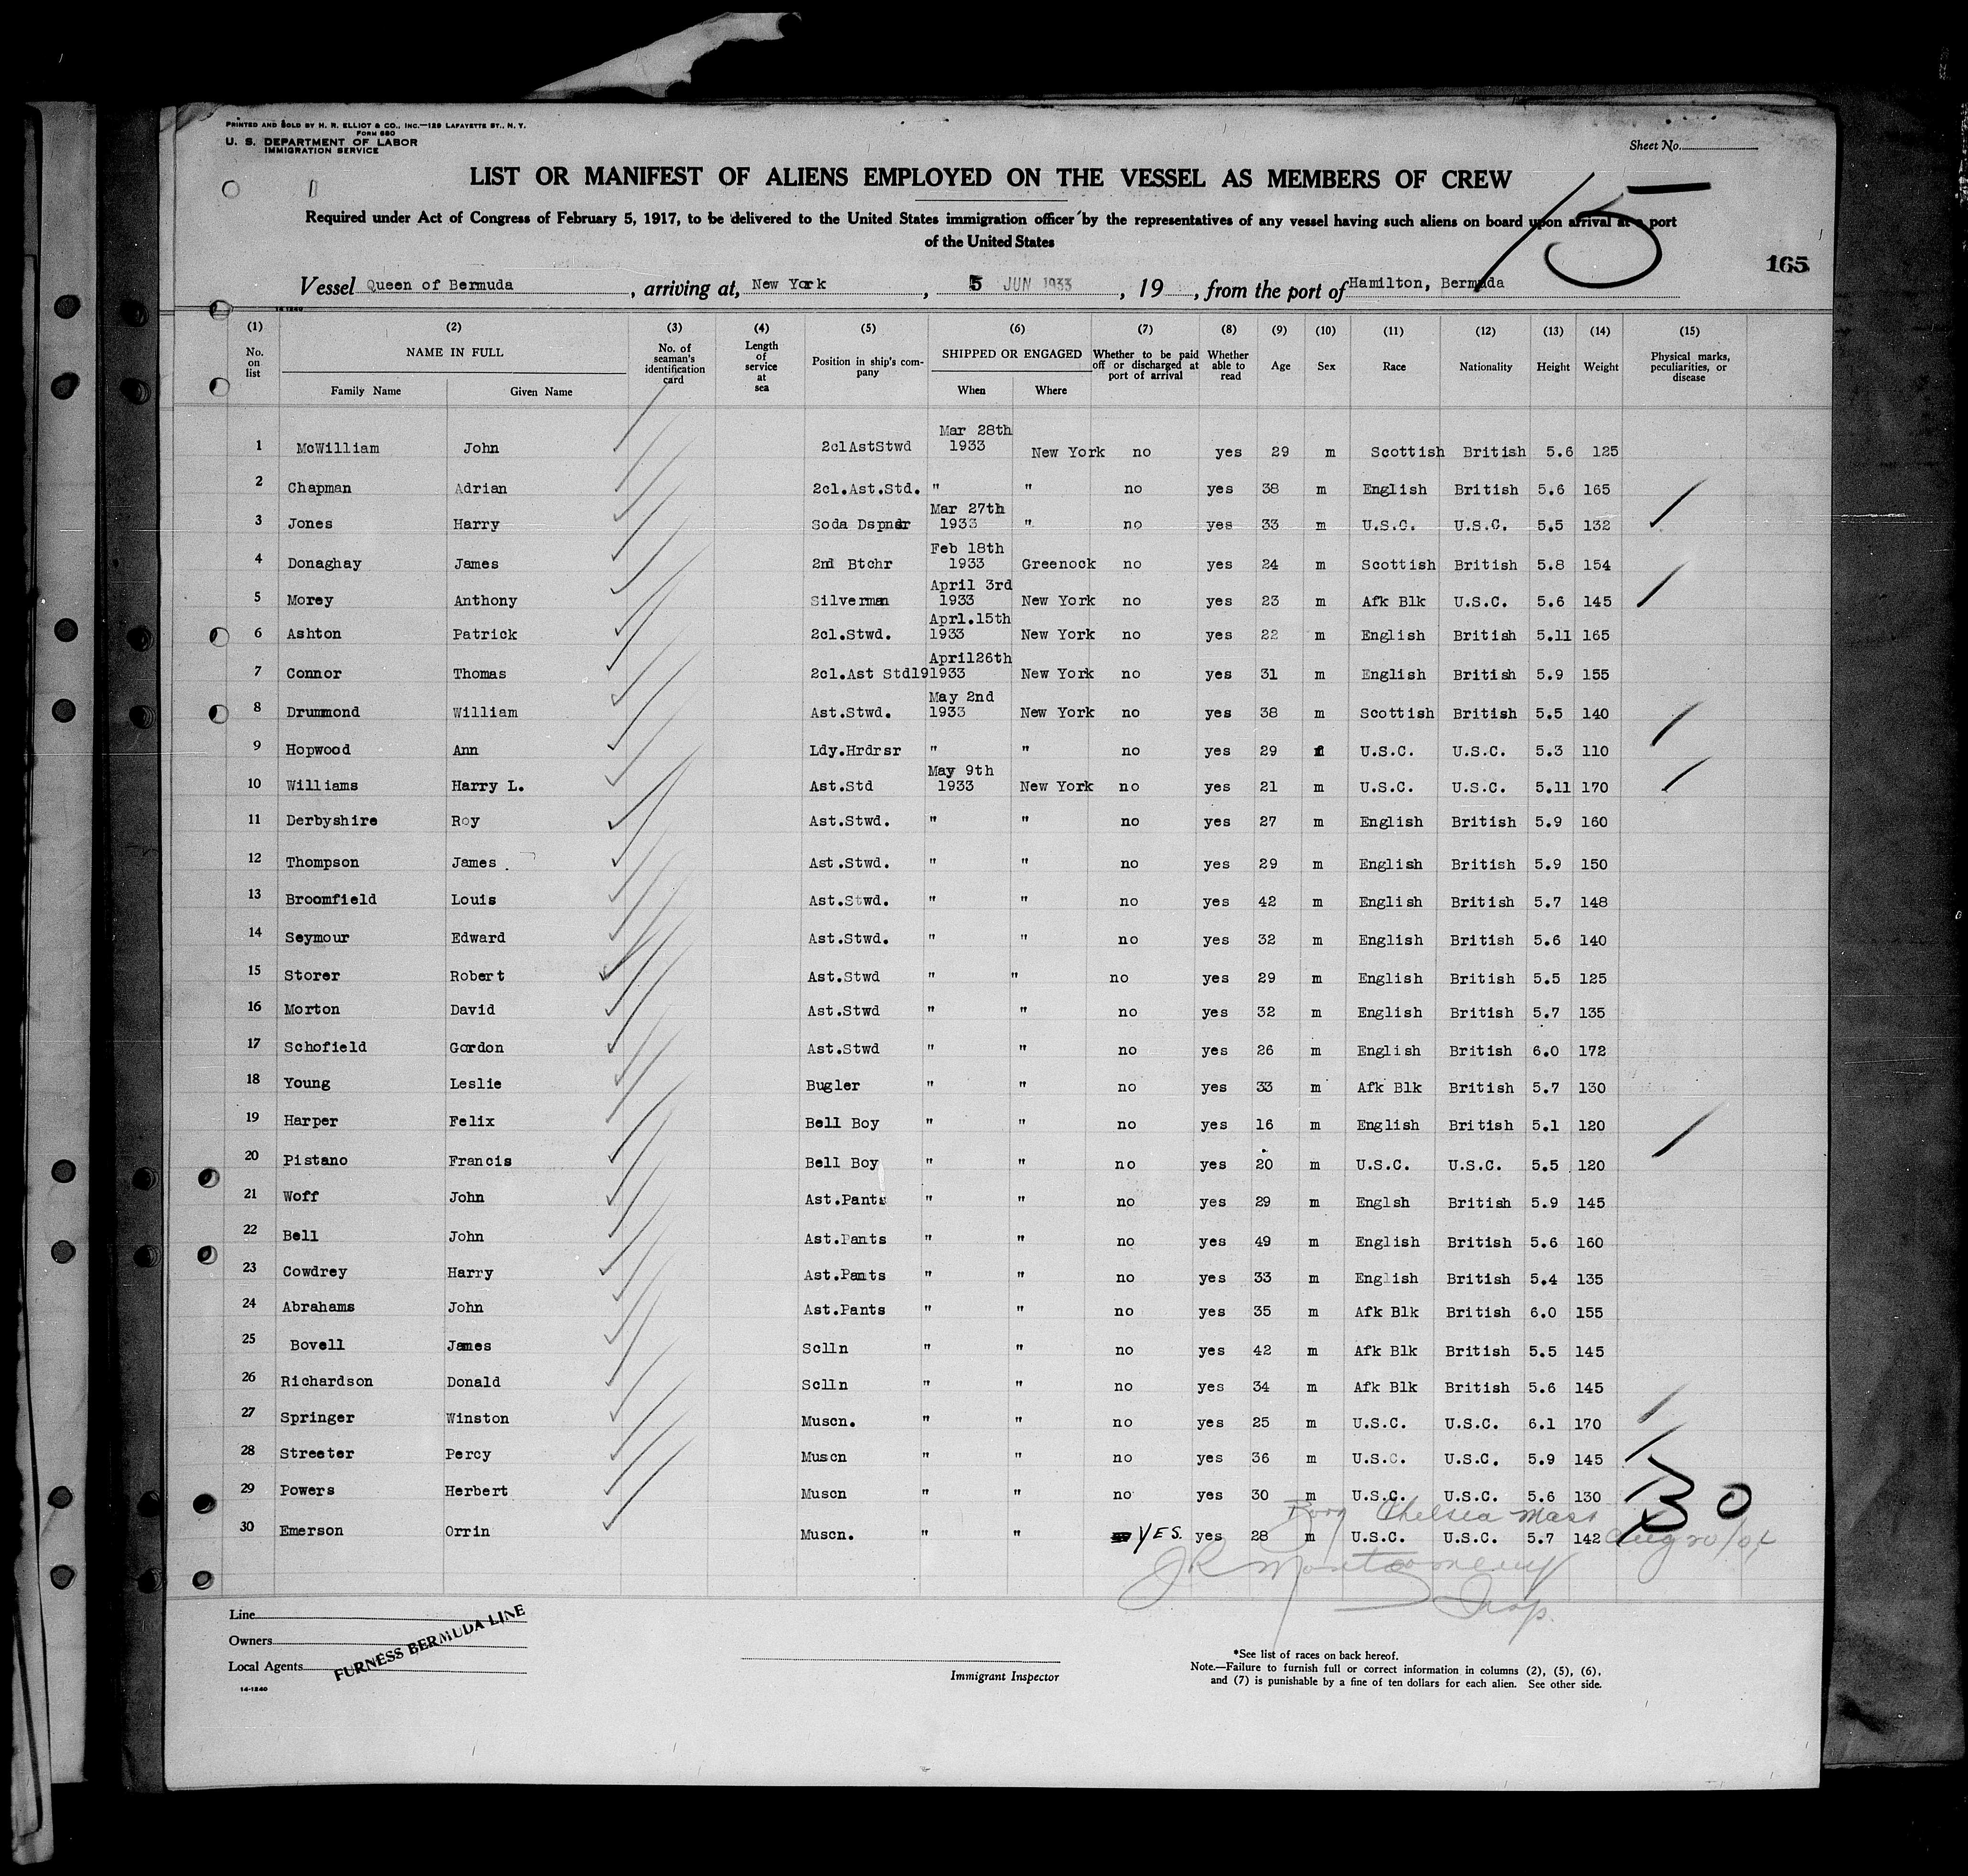 PRINTED AND SOLD BY H. R. ELLIOT & CO., INC.—129 LAFAYETTE ST., N. Y.
FORM 680
U. S. DEPARTMENT OF LABOR
IMMIGRATION SERVICE
Sheet No.
LIST OR MANIFEST OF ALIENS EMPLOYED ON THE VESSEL AS MEMBERS OF CREW
15
Required under Act of Congress of February 5, 1917, to be delivered to the United States immigration officer by the representatives of any vessel having such aliens on board upon arrival at a port
of the United States
165
Vessel Queen of Bermuda, arriving at, New York, 5 JUN 1933, 19, from the port of Hamilton, Bermuda
14-1240
(1) (2) (3) (4) (5) (6) (7) (8) (9) (10) (11) (12) (13) (14) (15)
No. on list NAME IN FULL Family Name Given Name No. of seaman's identification card Length of service at sea Position in ship's company SHIPPED OR ENGAGED When Where Whether to be paid off or discharged at port of arrival Whether able to read Age Sex Race Nationality Height Weight Physical marks, peculiarities, or disease
1 McWilliam John 2clAstStwd Mar 28th 1933 New York no yes 29 m Scottish British 5.6 125
2 Chapman Adrian 2cl.Ast.Std. " " no yes 38 m English British 5.6 165
3 Jones Harry Soda Dspndr Mar 27th 1933 " no yes 33 m U.S.C. U.S.C. 5.5 132
4 Donaghay James 2nd Btchr Feb 18th 1933 Greenock no yes 24 m Scottish British 5.8 154
5 Morey Anthony Silverman April 3rd 1933 New York no yes 23 m Afk Blk U.S.C. 5.6 145
6 Ashton Patrick 2cl.Stwd. Aprl.15th 1933 New York no yes 22 m English British 5.11 165
7 Connor Thomas 2cl.Ast Std191933 April26th New York no yes 31 m English British 5.9 155
8 Drummond William Ast.Stwd. May 2nd 1933 New York no yes 38 m Scottish British 5.5 140
9 Hopwood Ann Ldy.Hrdrsr " " no yes 29 f U.S.C. U.S.C. 5.3 110
10 Williams Harry L. Ast.Std May 9th 1933 New York no yes 21 m U.S.C. U.S.C. 5.11 170
11 Derbyshire Roy Ast.Stwd. " " no yes 27 m English British 5.9 160
12 Thompson James Ast.Stwd. " " no yes 29 m English British 5.9 150
13 Broomfield Louis Ast.Stwd. " " no yes 42 m English British 5.7 148
14 Seymour Edward Ast.Stwd. " " no yes 32 m English British 5.6 140
15 Storer Robert Ast.Stwd " " no yes 29 m English British 5.5 125
16 Morton David Ast.Stwd " " no yes 32 m English British 5.7 135
17 Schofield Gordon Ast.Stwd " " no yes 26 m English British 6.0 172
18 Young Leslie Bugler " " no yes 33 m Afk Blk British 5.7 130
19 Harper Felix Bell Boy " " no yes 16 m English British 5.1 120
20 Pistano Francis Bell Boy " " no yes 20 m U.S.C. U.S.C. 5.5 120
21 Woff John Ast.Pants " " no yes 29 m Englsh British 5.9 145
22 Bell John Ast.Pants " " no yes 49 m English British 5.6 160
23 Cowdrey Harry Ast.Pants " " no yes 33 m English British 5.4 135
24 Abrahams John Ast.Pants " " no yes 35 m Afk Blk British 6.0 155
25 Bovell James Sclln " " no yes 42 m Afk Blk British 5.5 145
26 Richardson Donald Sclln " " no yes 34 m Afk Blk British 5.6 145
27 Springer Winston Muscn. " " no yes 25 m U.S.C. U.S.C. 6.1 170
28 Streeter Percy Muscn " " no yes 36 m U.S.C. U.S.C. 5.9 145
29 Powers Herbert Muscn " " no yes 30 m U.S.C. U.S.C. 5.6 130
30
Born Chelsea Mass
30 Emerson Orrin Muscn. " " YES. yes 28 m U.S.C. U.S.C. 5.7 142 Aug 20/04
JR Montgomery
Insp.
Line
Owners
Local Agents
FURNESS BERMUDA LINE
14-1240
Immigrant Inspector
*See list of races on back hereof.
Note.—Failure to furnish full or correct information in columns (2), (5), (6),
and (7) is punishable by a fine of ten dollars for each alien. See other side.